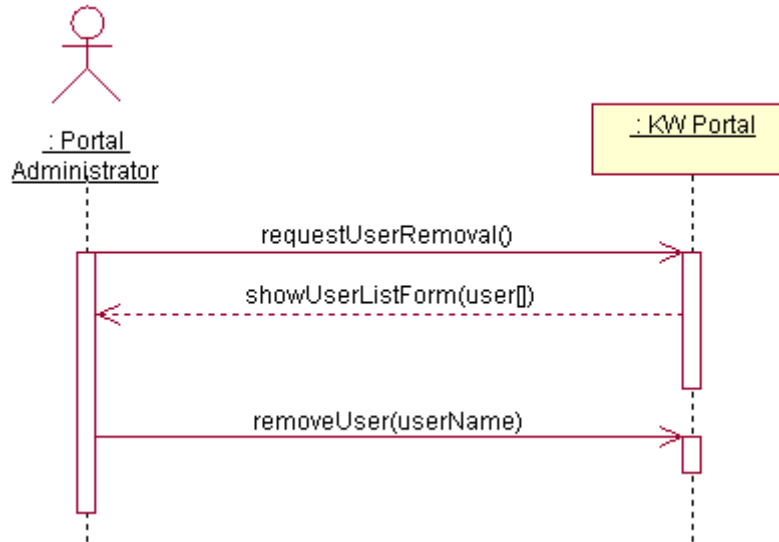 : Portal
Administrator
: KW Portal
requestUserRemoval()
showUserListForm(user[])
removeUser(userName)